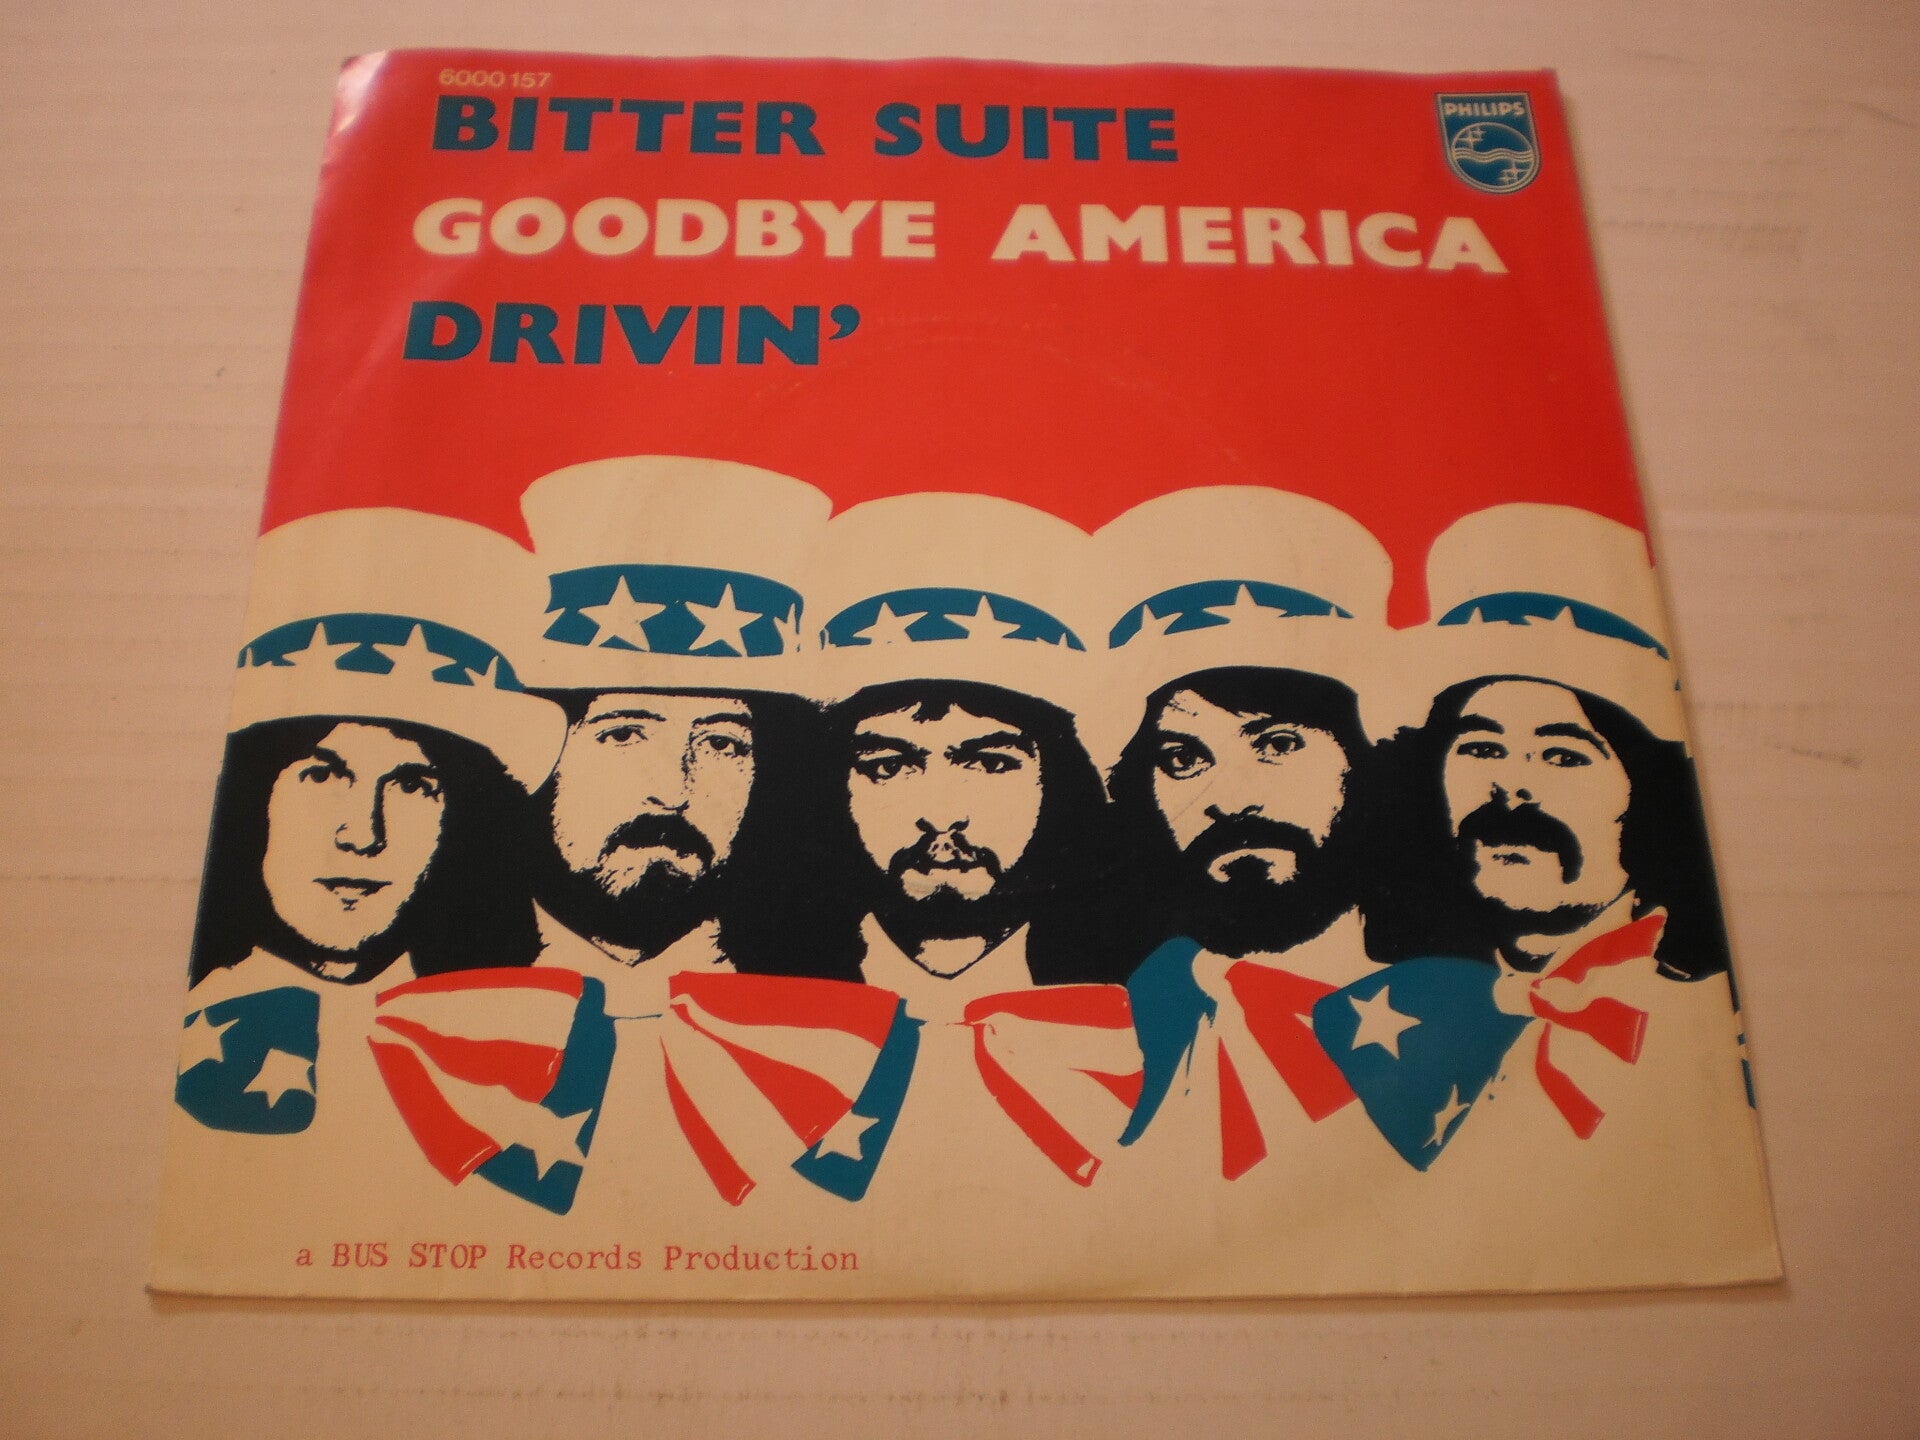 6000 157
BITTER SUITE
PHILIPS
GOODBYE AMERICA
DRIVIN’
a BUS STOP Records Production